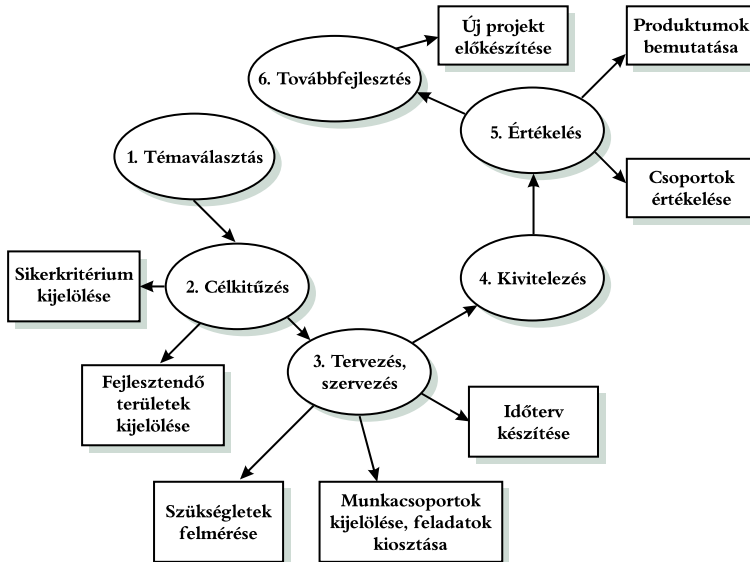 1. Témaválasztás
2. Célkitűzés
Sikerkritérium
kijelölése
Fejlesztendő
területek
kijelölése
3. Tervezés,
szervezés
Szükségletek
felmérése
Munkacsoportok
kijelölése, feladatok
kiosztása
Időterv
készítése
4. Kivitelezés
5. Értékelés
Produktumok
bemutatása
Csoportok
értékelése
6. Továbbfejlesztés
Új projekt
előkészítése